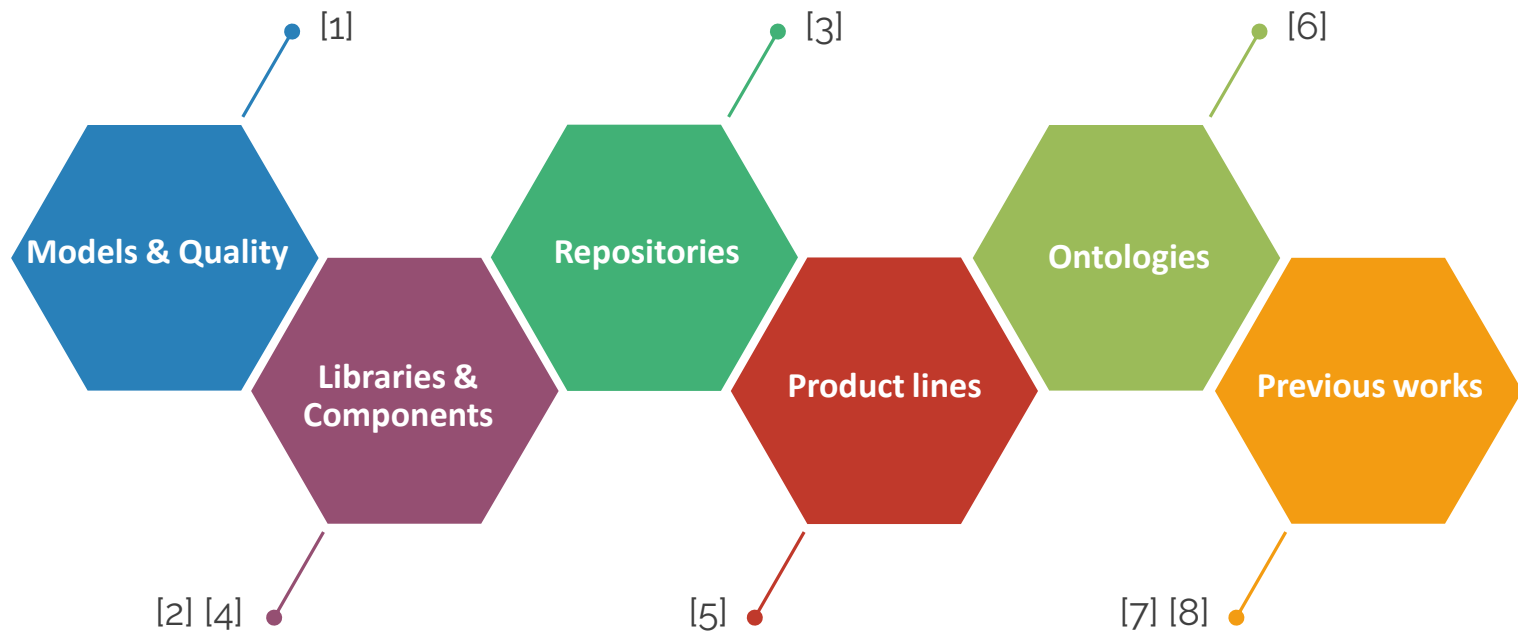 [1]
[3]
[6]
Models & Quality
Repositories
Ontologies
Libraries &
Components
Product lines
Previous works
[2] [4]
[5]
[7] [8]